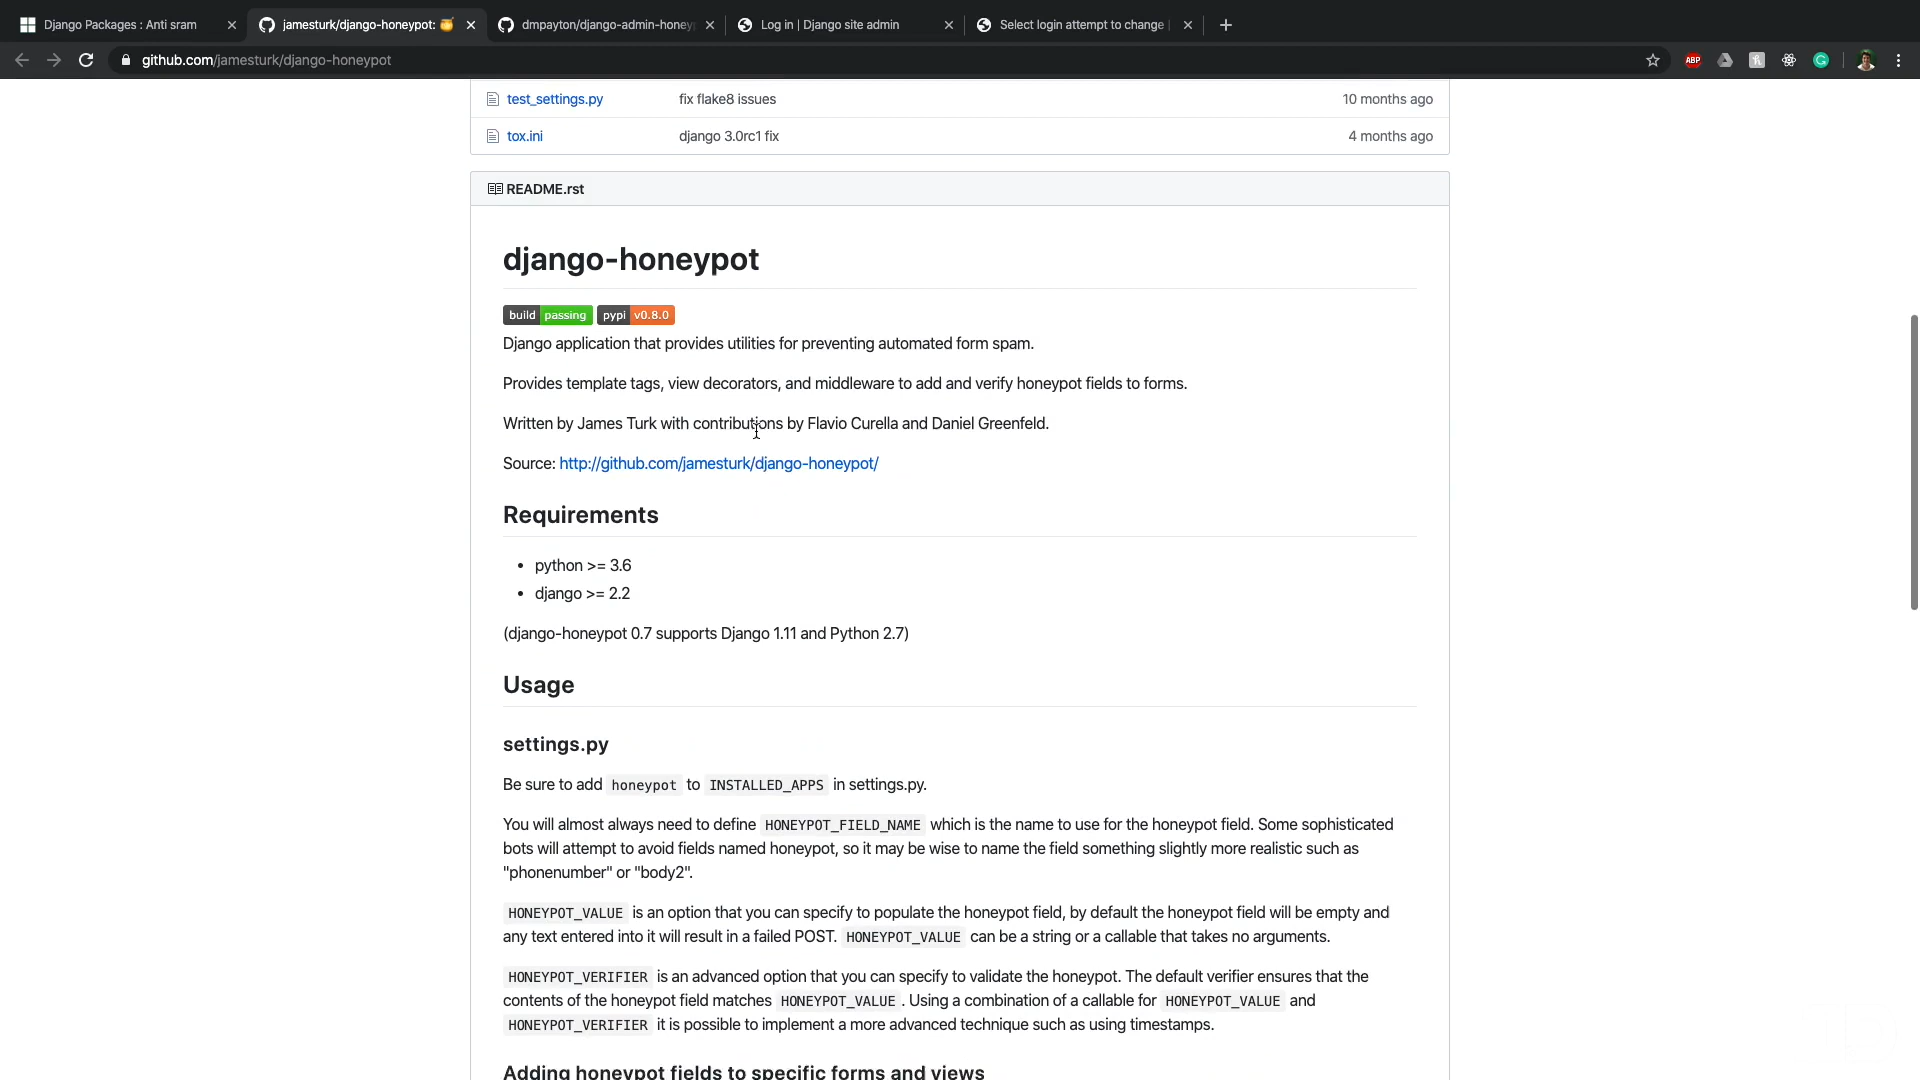 Django Packages : Anti sram
jamesturk/django-honeypot: 🍯
dmpayton/django-admin-honey
Log in | Django site admin
Select login attempt to change |
github.com/jamesturk/django-honeypot
ABP
test_settings.py fix flake8 issues 10 months ago
tox.ini django 3.0rc1 fix 4 months ago
README.rst
django-honeypot
build passing pypi v0.8.0
Django application that provides utilities for preventing automated form spam.
Provides template tags, view decorators, and middleware to add and verify honeypot fields to forms.
Written by James Turk with contributions by Flavio Curella and Daniel Greenfeld.
Source: http://github.com/jamesturk/django-honeypot/
Requirements
• python >= 3.6
• django >= 2.2
(django-honeypot 0.7 supports Django 1.11 and Python 2.7)
Usage
settings.py
Be sure to add honeypot to INSTALLED_APPS in settings.py.
You will almost always need to define HONEYPOT_FIELD_NAME which is the name to use for the honeypot field. Some sophisticated
bots will attempt to avoid fields named honeypot, so it may be wise to name the field something slightly more realistic such as
"phonenumber" or "body2".
HONEYPOT_VALUE is an option that you can specify to populate the honeypot field, by default the honeypot field will be empty and
any text entered into it will result in a failed POST. HONEYPOT_VALUE can be a string or a callable that takes no arguments.
HONEYPOT_VERIFIER is an advanced option that you can specify to validate the honeypot. The default verifier ensures that the
contents of the honeypot field matches HONEYPOT_VALUE . Using a combination of a callable for HONEYPOT_VALUE and
HONEYPOT_VERIFIER it is possible to implement a more advanced technique such as using timestamps.
Adding honeypot fields to specific forms and views